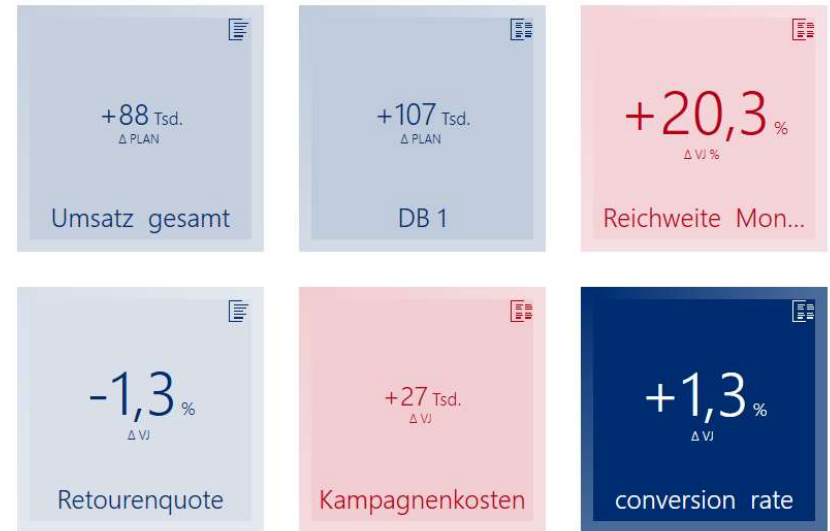 +88 Tsd.
Δ PLAN
Umsatz gesamt
+107 Tsd.
Δ PLAN
DB 1
+20,3 %
Δ VJ %
Reichweite Mon...
-1,3 %
Δ VJ
Retourenquote
+27 Tsd.
Δ VJ
Kampagnenkosten
+1,3 %
Δ VJ
conversion rate